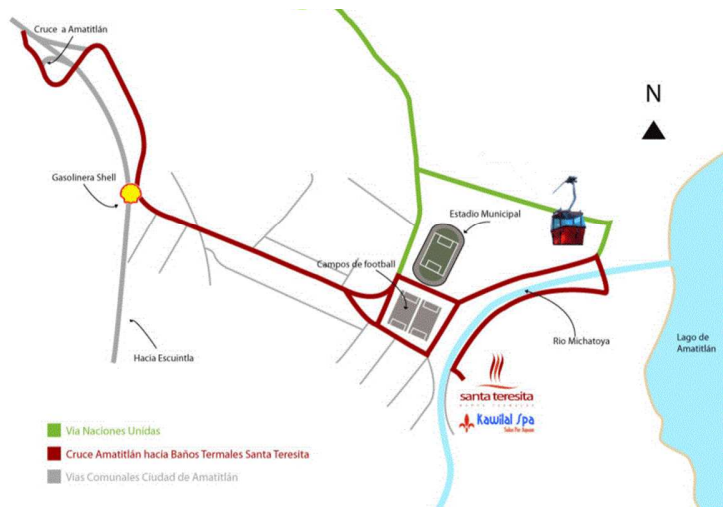 Cruce a Amatitlán
N
Gasolinera Shell
Estadio Municipal
Campos de football
Rio Michatoya
Lago de
Amatitlán
Hacia Escuintla
santa teresita
Kawilal Spa
Vía Naciones Unidas
Cruce Amatitlán hacia Baños Termales Santa Teresita
Vías Comunales Ciudad de Amatitlán